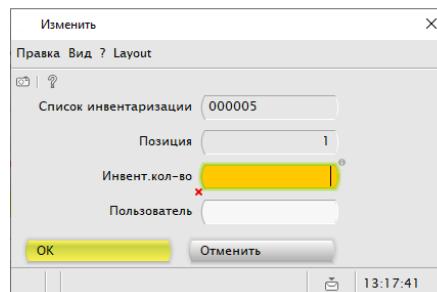 Изменить
Правка Вид ? Layout
Список инвентаризации 000005
Позиция 1
Инвент.кол-во
Пользователь
OK Отменить
13:17:41